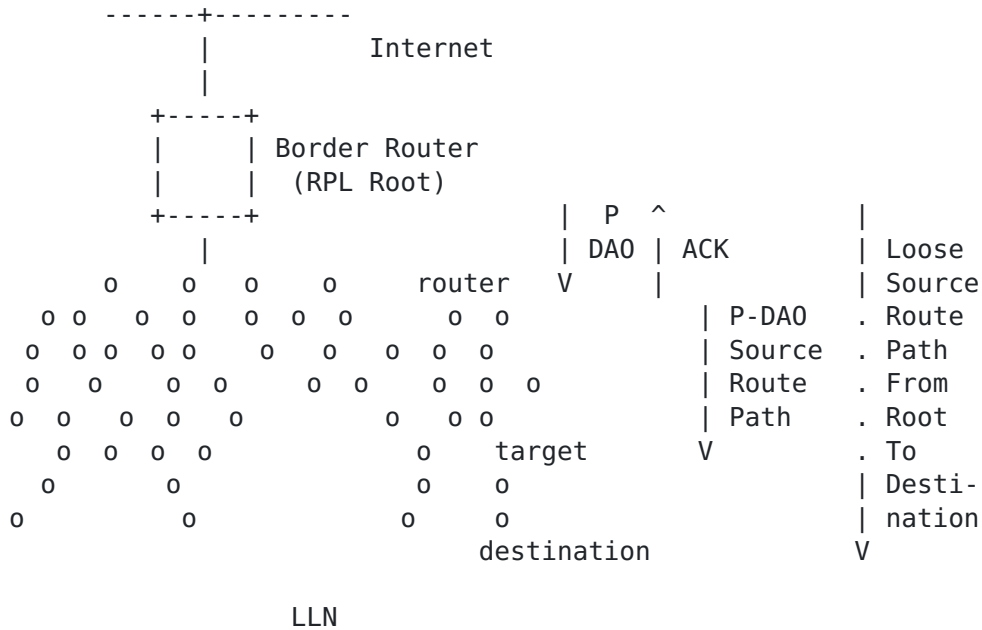 ------+---------
            |          Internet
            |
         +-----+
         |     | Border Router
         |     |  (RPL Root)
         +-----+                   |  P  ^            |
            |                      | DAO | ACK        | Loose
      o    o   o    o     router   V     |            | Source
  o o   o  o   o  o  o      o  o            | P-DAO   . Route
 o  o o  o o    o   o   o  o  o             | Source  . Path
 o   o    o  o     o  o    o  o  o          | Route   . From
o  o   o  o   o         o   o o             | Path    . Root
   o  o  o  o             o    target       V         . To
  o       o               o    o                      | Desti-
o          o             o     o                      | nation
                              destination             V

                  LLN